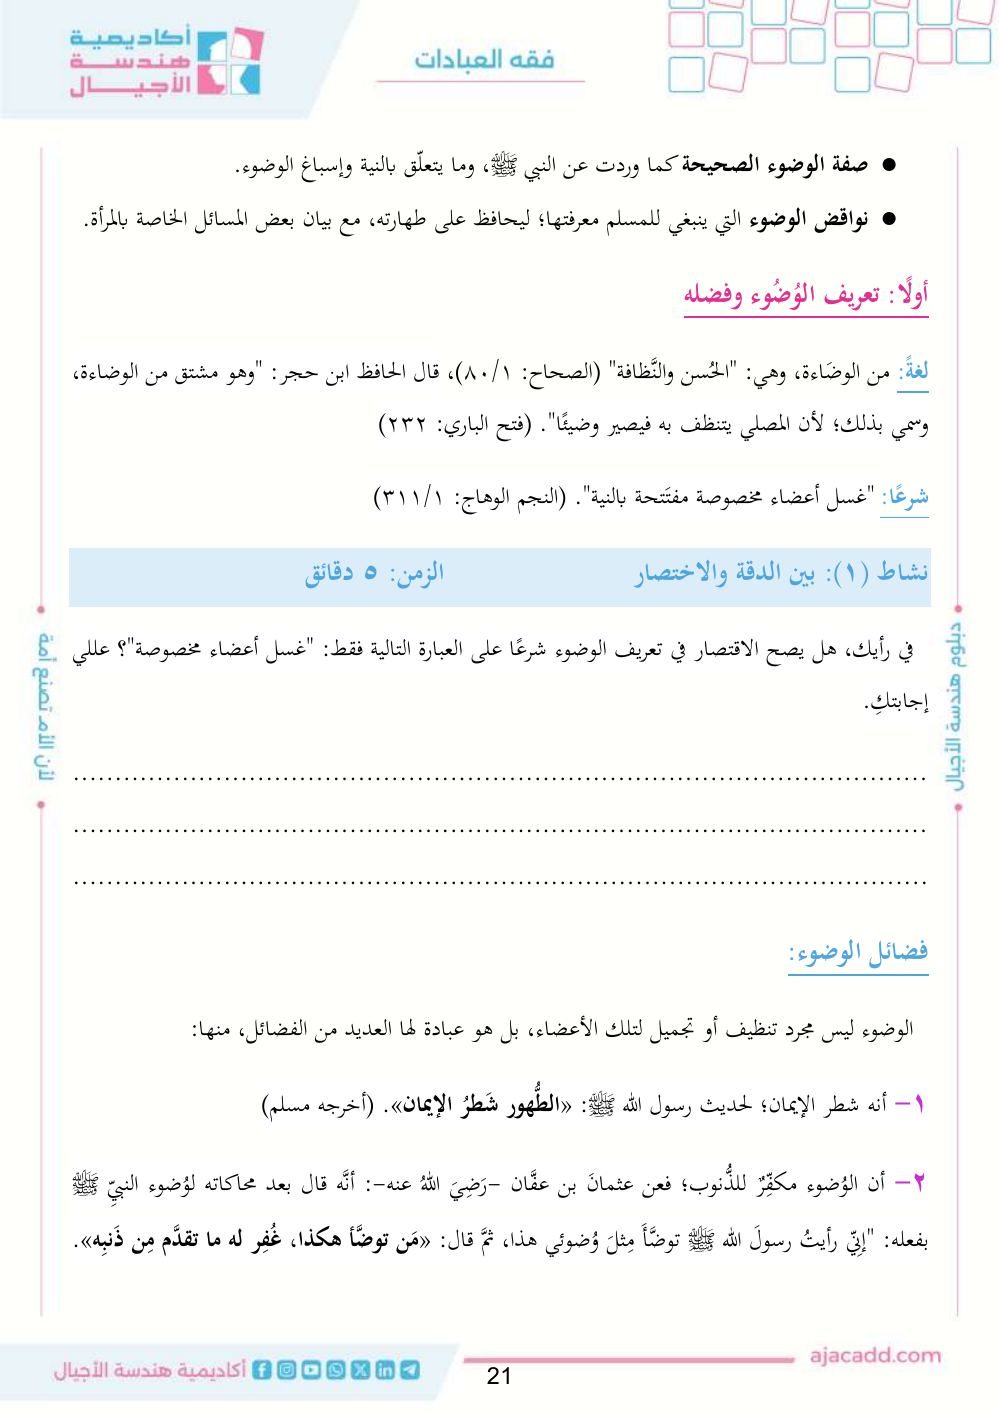 أكاديمية
هندسة
الأجيال
فقه العبادات
● صفة الوضوء الصحيحة كما وردت عن النبي ﷺ، وما يتعلّق بالنية وإسباغ الوضوء.
● نواقض الوضوء التي ينبغي للمسلم معرفتها؛ ليحافظ على طهارته، مع بيان بعض المسائل الخاصة بالمرأة.
أولًا: تعريف الوُضُوء وفضله
لغةً: من الوضَاءة، وهي: "الحُسن والنَّظافة" (الصحاح: ٨٠/١)، قال الحافظ ابن حجر: "وهو مشتق من الوضاءة،
وسمي بذلك؛ لأن المصلي يتنظف به فيصير وضيئًا". (فتح الباري: ٢٣٢)
شرعًا: "غسل أعضاء مخصوصة مفتَتحة بالنية". (النجم الوهاج: ٣١١/١)
نشاط (١): بين الدقة والاختصار الزمن: ٥ دقائق
في رأيك، هل يصح الاقتصار في تعريف الوضوء شرعًا على العبارة التالية فقط: "غسل أعضاء مخصوصة"؟ عللي
إجابتكِ.
فضائل الوضوء:
الوضوء ليس مجرد تنظيف أو تجميل لتلك الأعضاء، بل هو عبادة لها العديد من الفضائل، منها:
١- أنه شطر الإيمان؛ لحديث رسول الله ﷺ: «الطُّهور شَطرُ الإيمان». (أخرجه مسلم)
٢- أن الوُضوء مكفِّرٌ للذُّنوب؛ فعن عثمانَ بن عفَّان -رَضِيَ اللهُ عنه-: أنَّه قال بعد محاكاته لوُضوء النبيِّ ﷺ
بفعله: "إنِّي رأيتُ رسولَ الله ﷺ توضَّأَ مِثلَ وُضوئي هذا، ثمَّ قال: «مَن توضَّأ هكذا، غُفِر له ما تقدَّم مِن ذَنبِه».
دبلوم هندسة الأجيال
لأن الأم تصنع أمة
أكاديمية هندسة الأجيال
21
ajacadd.com